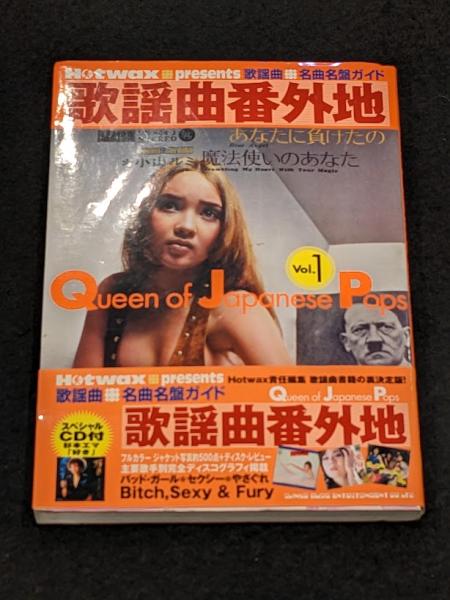 Hotwax presents 歌謡曲 名曲名盤ガイド
歌謡曲番外地
STEREO
あなたに負けたの
小山ルミ 魔法使いのあなた
Vol.1
Queen of Japanese Pops
Hotwax presents
Hotwax責任編集 歌謡曲書籍の裏決定版!
歌謡曲 名曲名盤ガイド
Queen of Japanese Pops
歌謡曲番外地
スペシャル
CD付
杉本エマ
「好き」
フルカラー ジャケット写真約500点+ディスク・レビュー
主要歌手別完全ディスコグラフィ掲載
バッド・ガール セクシー やさぐれ
Bitch,Sexy & Fury